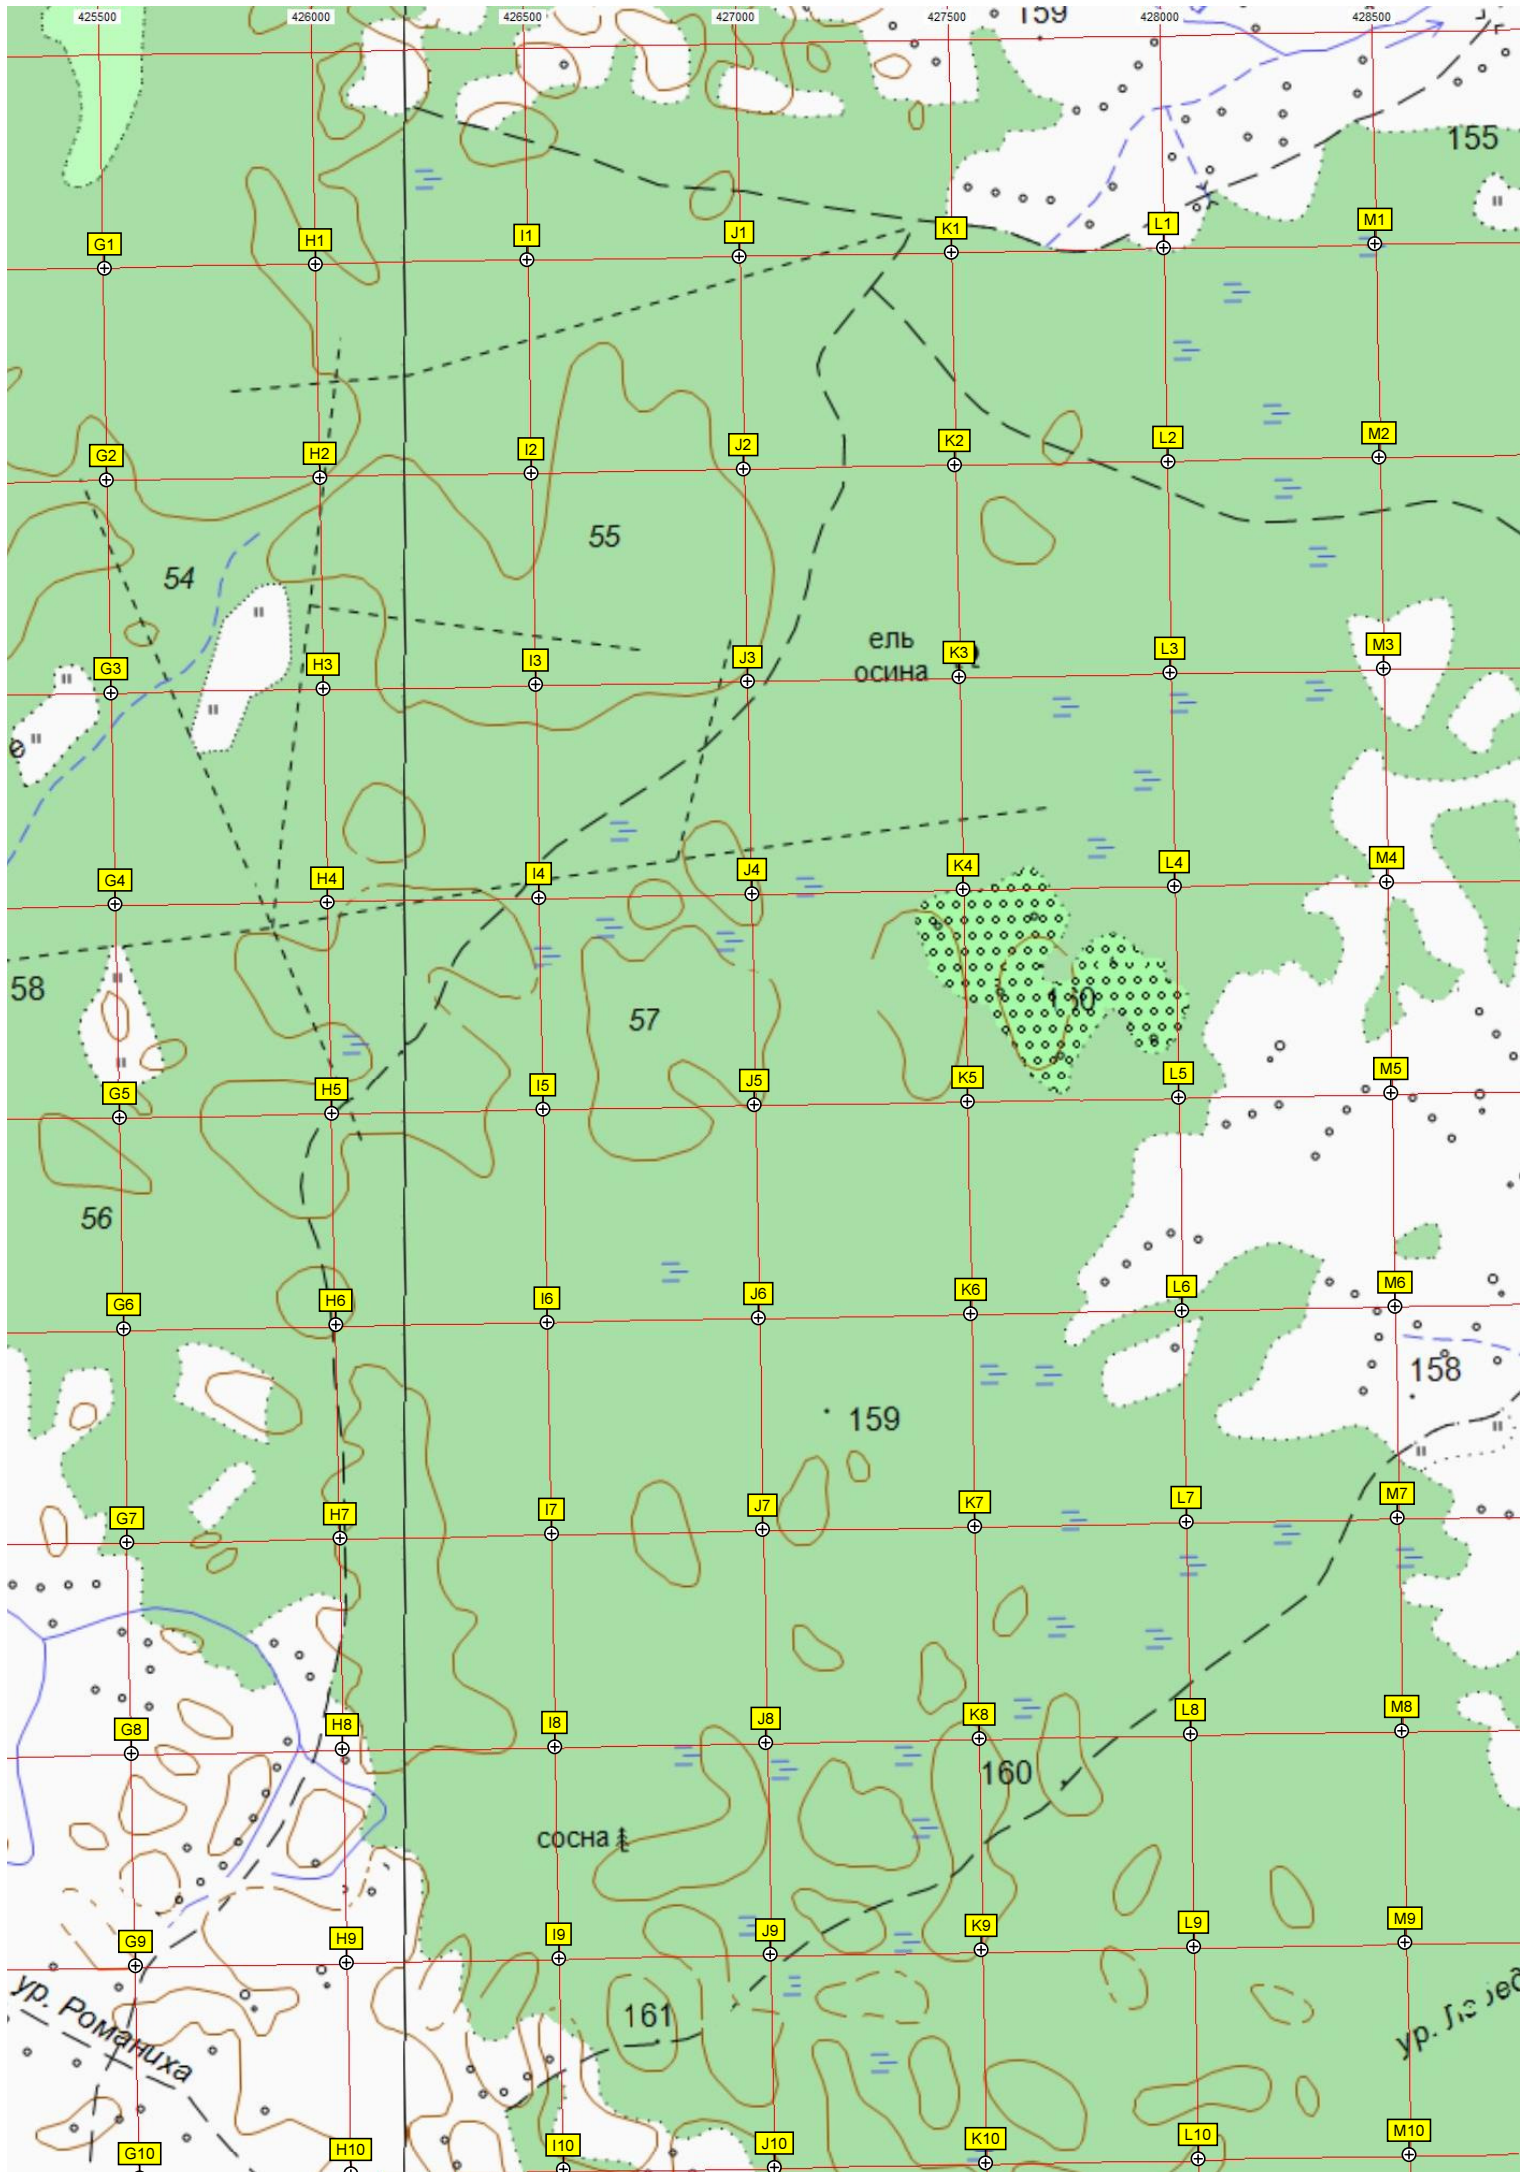 425500 426000 426500 427000 427500 428000 428500
159
155
G1 H1 I1 J1 K1 L1 M1
G2 H2 I2 J2 K2 L2 M2
55
54
ель
осина
G3 H3 I3 J3 K3 L3 M3
е
G4 H4 I4 J4 K4 L4 M4
58
57
G5 H5 I5 J5 K5 L5 M5
56
G6 H6 I6 J6 K6 L6 M6
158
159
G7 H7 I7 J7 K7 L7 M7
G8 H8 I8 J8 K8 L8 M8
160
сосна
G9 H9 I9 J9 K9 L9 M9
ур. Романиха
161
ур.
G10 H10 I10 J10 K10 L10 M10